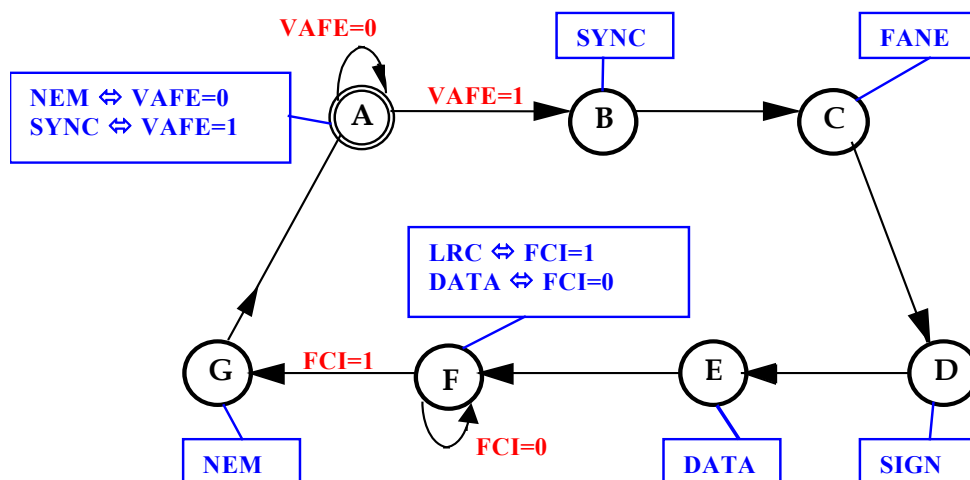 VAFE=0
SYNC
FANE
NEM ⇔ VAFE=0
SYNC ⇔ VAFE=1
A
VAFE=1
B
C
LRC ⇔ FCI=1
DATA ⇔ FCI=0
G
FCI=1
F
E
D
FCI=0
NEM
DATA
SIGN